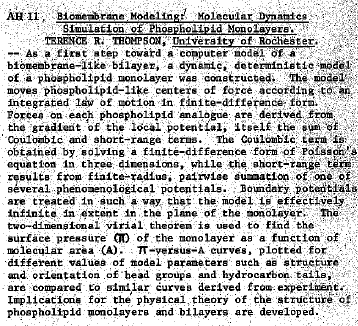 AH 11. Biomembrane Modeling: Molecular Dynamics
Simulation of Phospholipid Monolayers.
TERENCE R. THOMPSON, University of Rochester.
-- As a first step toward a computer model of a
biomembrane-like bilayer, a dynamic, deterministic model
of a phospholipid monolayer was constructed. The model
moves phospholipid-like centers of force according to an
integrated law of motion in finite-difference form.
Forces on each phospholipid analogue are derived from
the gradient of the local potential, itself the sum of
Coulombic and short-range terms. The Coulombic term is
obtained by solving a finite-difference form of Poisson's
equation in three dimensions, while the short-range term
results from finite-radius, pairwise summation of one of
several phenomenological potentials. Boundary potentials
are treated in such a way that the model is effectively
infinite in extent in the plane of the monolayer. The
two-dimensional virial theorem is used to find the
surface pressure (π) of the monolayer as a function of
molecular area (A). π-versus-A curves, plotted for
different values of model parameters such as structure
and orientation of head groups and hydrocarbon tails,
are compared to similar curves derived from experiment.
Implications for the physical theory of the structure of
phospholipid monolayers and bilayers are developed.